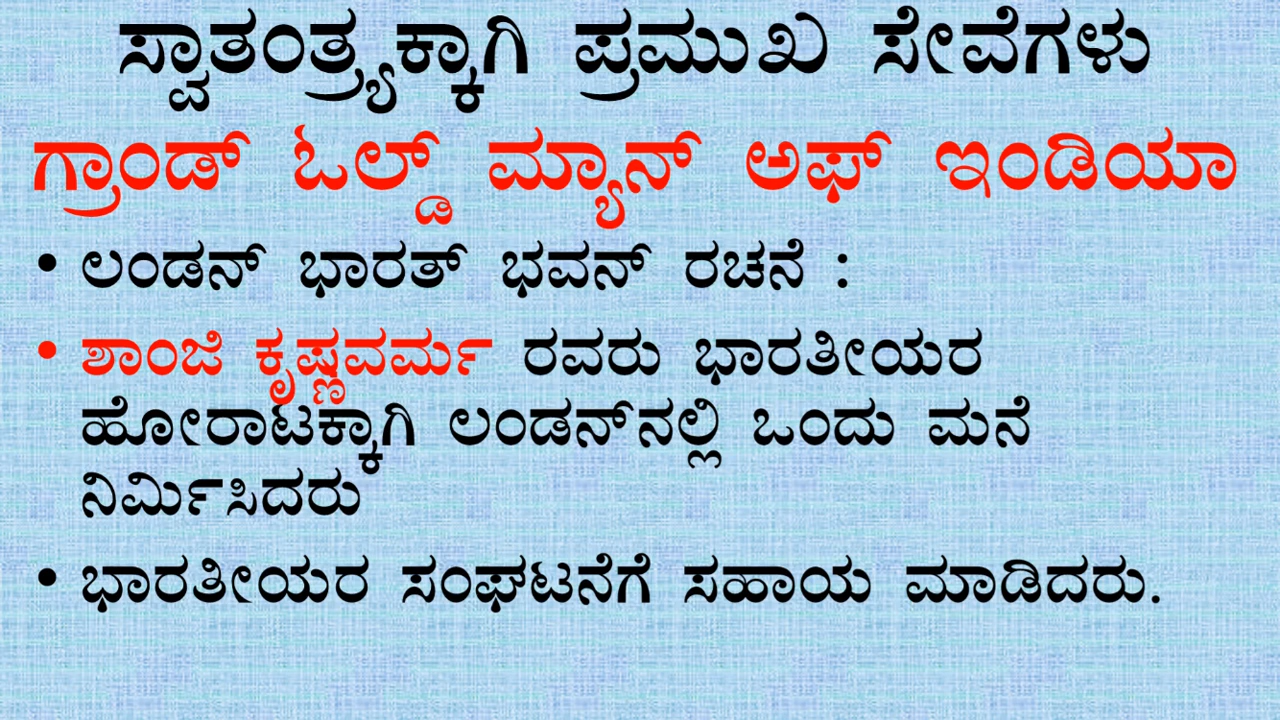 ಸ್ವಾತಂತ್ರ್ಯಕ್ಕಾಗಿ ಪ್ರಮುಖ ಸೇವೆಗಳು
ಗ್ರಾಂಡ್ ಓಲ್ಡ್ ಮ್ಯಾನ್ ಅಫ್ ಇಂಡಿಯಾ
• ಲಂಡನ್ ಭಾರತ್ ಭವನ್ ರಚನೆ :
• ಶಾಂಜಿ ಕೃಷ್ಣವರ್ಮ ರವರು ಭಾರತೀಯರ
ಹೋರಾಟಕ್ಕಾಗಿ ಲಂಡನ್‌ನಲ್ಲಿ ಒಂದು ಮನೆ
ನಿರ್ಮಿಸಿದರು
• ಭಾರತೀಯರ ಸಂಘಟನೆಗೆ ಸಹಾಯ ಮಾಡಿದರು.